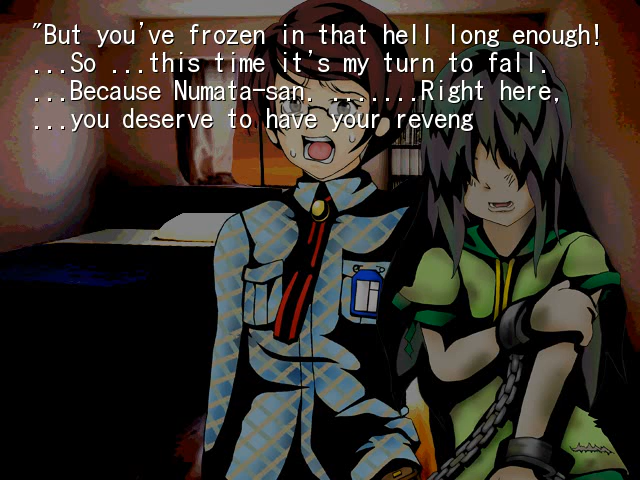 "But you've frozen in that hell long enough!
...So ...this time it's my turn to fall.
...Because Numata-san. .......Right here,
...you deserve to have your reveng